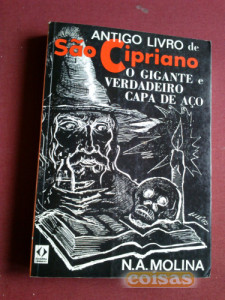 ANTIGO LIVRO de
São Cipriano
O GIGANTE e
VERDADEIRO
CAPA DE AÇO
N.A. MOLINA
coisas